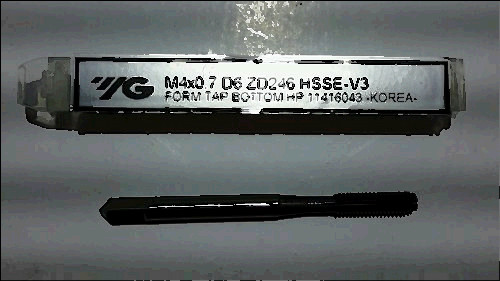 YG M4x0.7 D6 ZD246 HSSE-V3
FORM TAP BOTTOM HP 11416043 -KOREA-